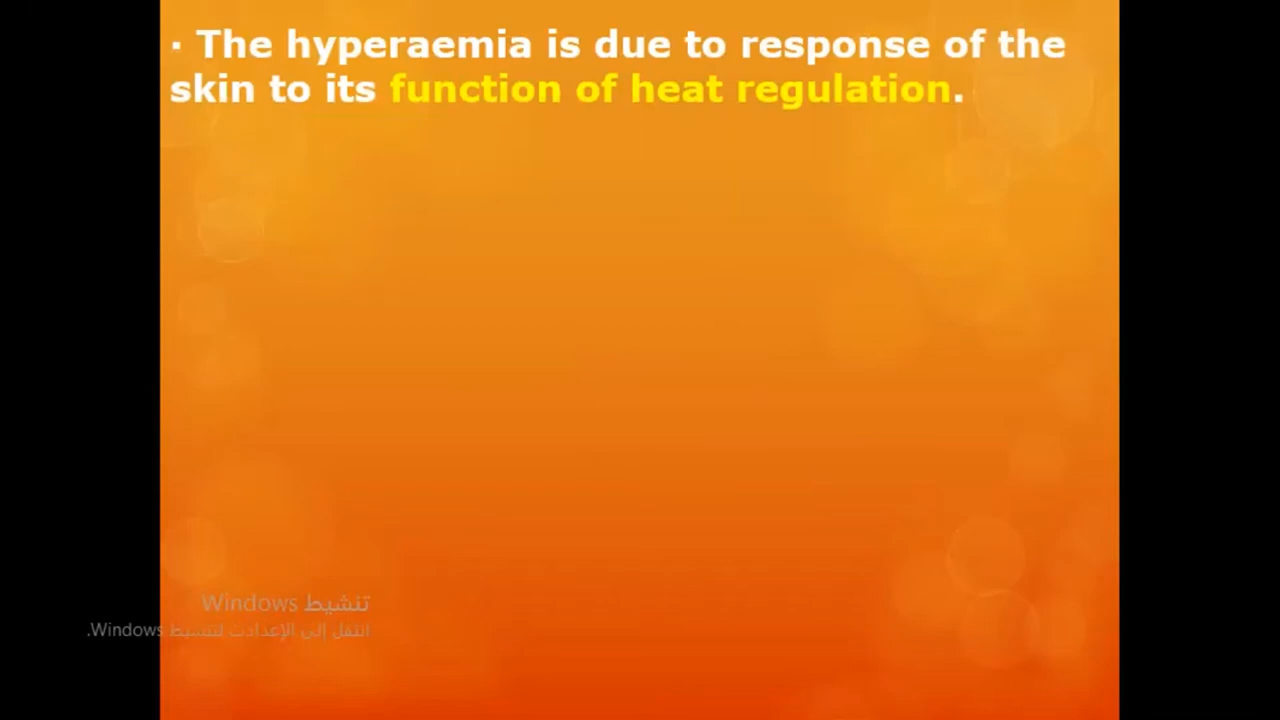 · The hyperaemia is due to response of the
skin to its function of heat regulation.
تنشيط Windows
انتقل إلى الإعدادات لتنشيط Windows.